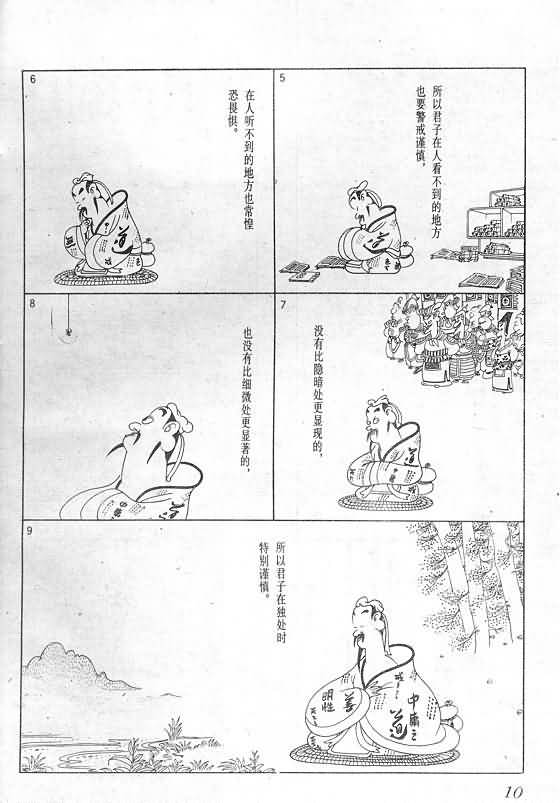 5
所以君子在人看不到的地方
也要警戒谨慎，
道
6
在人听不到的地方也常惶
恐畏惧。
道
7
没有比隐暗处更显现的，
道
8
也没有比细微处更显著的，
道
9
所以君子在独处时
特别谨慎。
中庸之
道
善
明性
10